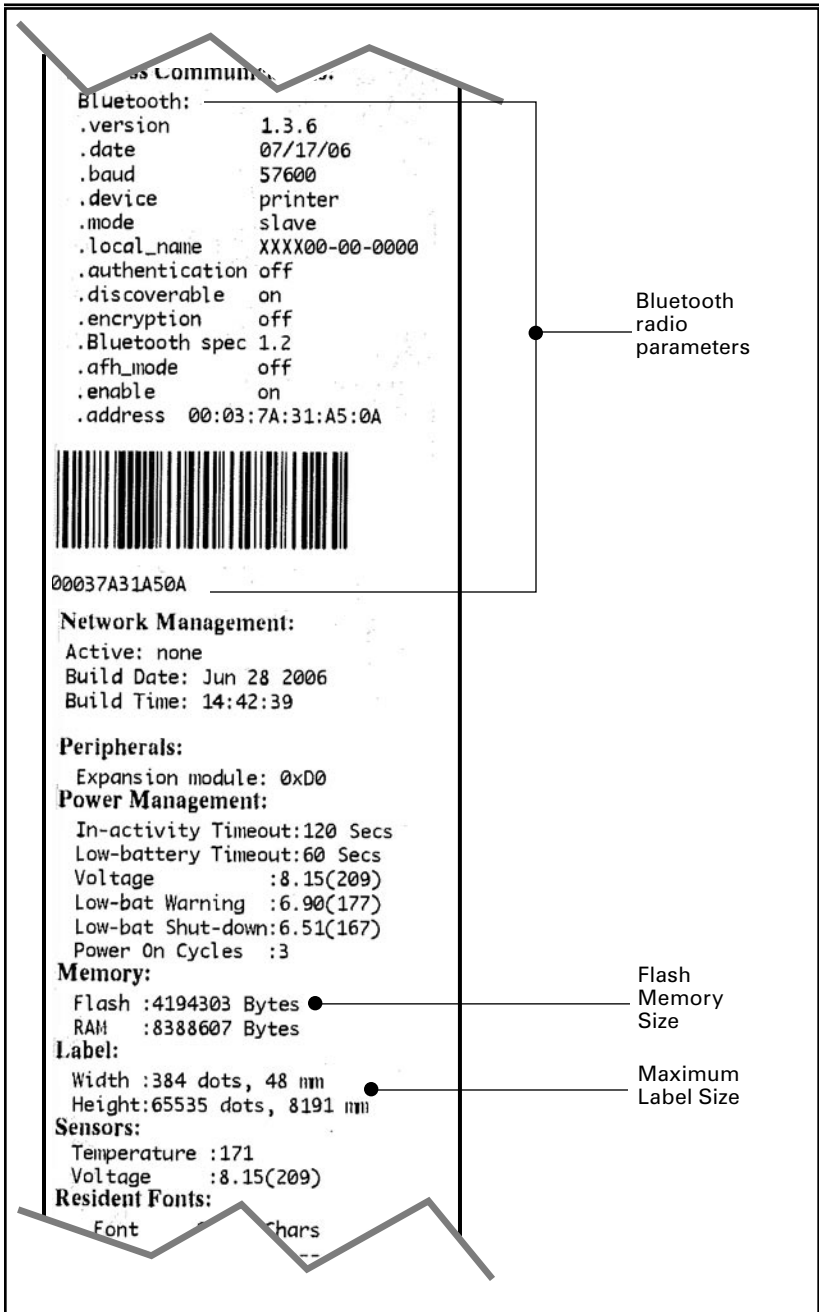 Bluetooth:
.version 1.3.6
.date 07/17/06
.baud 57600
.device printer
.mode slave
.local_name XXXX00-00-0000
.authentication off
.discoverable on
.encryption off
.Bluetooth spec 1.2
.afh_mode off
.enable on
.address 00:03:7A:31:A5:0A
00037A31A50A
Bluetooth
radio
parameters
Network Management:
Active: none
Build Date: Jun 28 2006
Build Time: 14:42:39
Peripherals:
Expansion module: 0xD0
Power Management:
In-activity Timeout:120 Secs
Low-battery Timeout:60 Secs
Voltage :8.15(209)
Low-bat Warning :6.90(177)
Low-bat Shut-down:6.51(167)
Power On Cycles :3
Memory:
Flash :4194303 Bytes
RAM :8388607 Bytes
Flash
Memory
Size
Label:
Width :384 dots, 48 mm
Height:65535 dots, 8191 mm
Maximum
Label Size
Sensors:
Temperature :171
Voltage :8.15(209)
Resident Fonts:
Font Chars